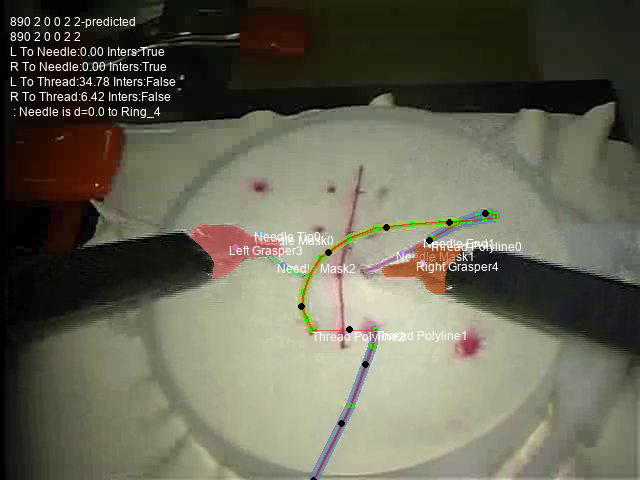 890 2 0 0 2 2-predicted
890 2 0 0 2 2
L To Needle:0.00 Inters:True
R To Needle:0.00 Inters:True
L To Thread:34.78 Inters:False
R To Thread:6.42 Inters:False
: Needle is d=0.0 to Ring_4
Needle Tip0
Needle Mask0
Left Grasper3
Needle End1
Thread Polyline0
Needle Mask1
Needle Mask2
Right Grasper4
Thread Polyline2
Thread Polyline1